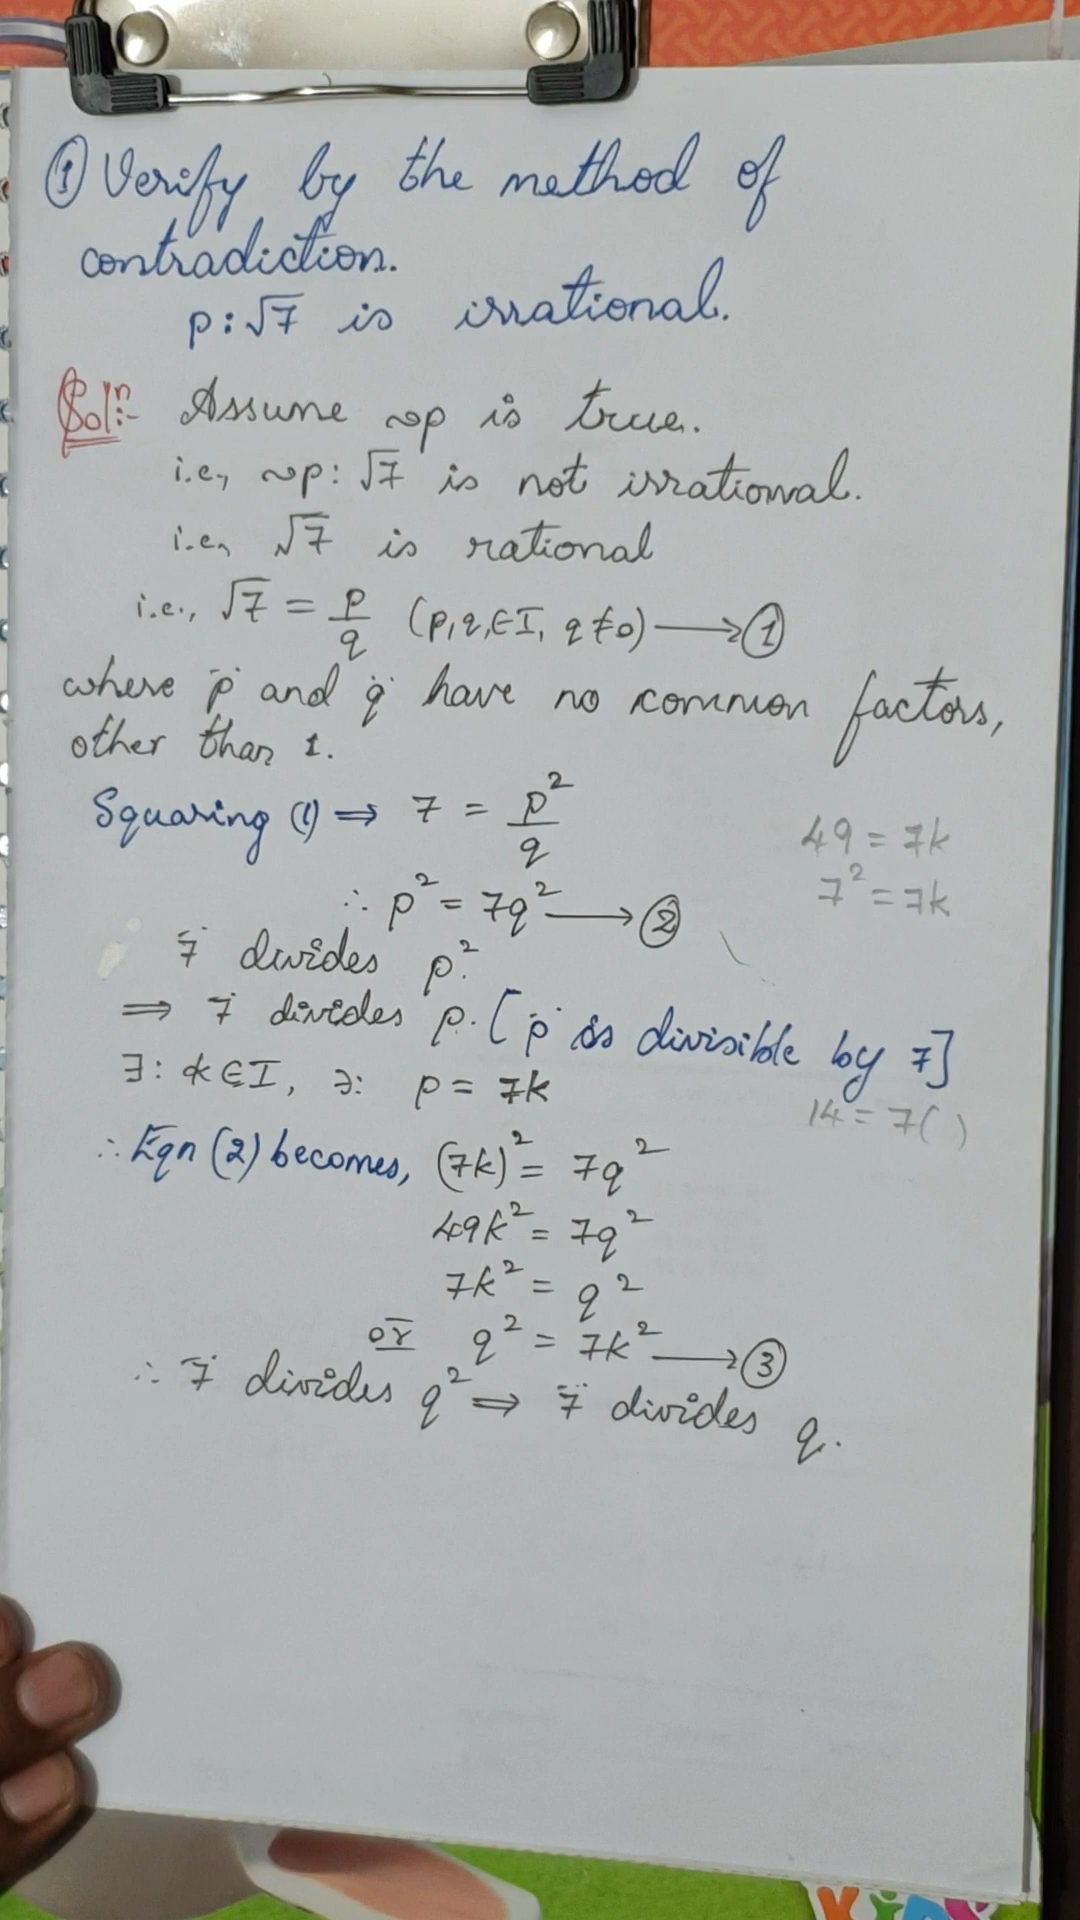 ① Verify by the method of
contradiction.
p: √7 is irrational.
Solⁿ:- Assume ~p is true.
i.e., ~p: √7 is not irrational.
i.e., √7 is rational
i.e., √7 = p/q (p,q,∈I, q≠0) ⟶ ①
where 'p' and 'q' have no common factors,
other than 1.
Squaring (1) ⇒ 7 = p²/q
49 = 7k
7² = 7k
∴ p² = 7q² ⟶ ②
7 divides p².
⇒ 7 divides p. ['p' is divisible by 7]
∃: k∈I, ∋: p = 7k
14 = 7( )
∴ Eqn (2) becomes, (7k)² = 7q²
49k² = 7q²
7k² = q²
or q² = 7k² ⟶ ③
∴ 7 divides q² ⇒ 7 divides q.